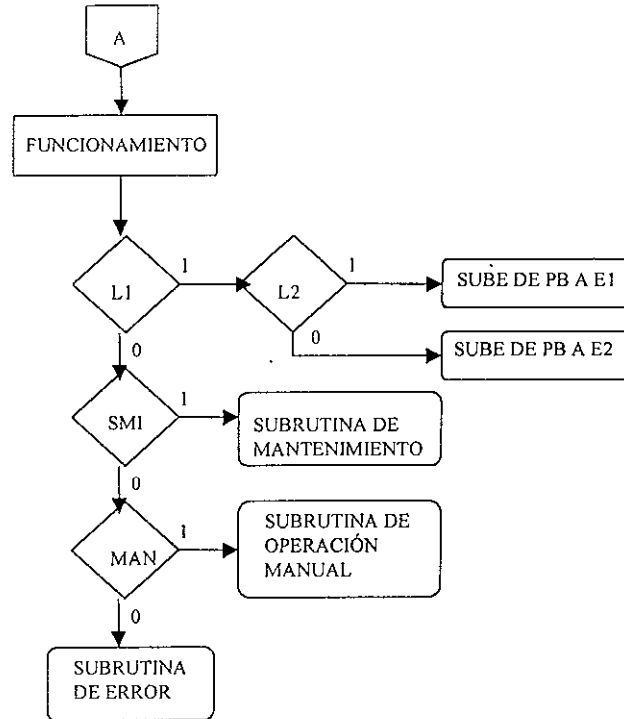 A
FUNCIONAMIENTO
L1
1
L2
1
SUBE DE PB A E1
0
SUBE DE PB A E2
0
SM1
1
SUBRUTINA DE
MANTENIMIENTO
0
MAN
1
SUBRUTINA DE
OPERACIÓN
MANUAL
0
SUBRUTINA
DE ERROR